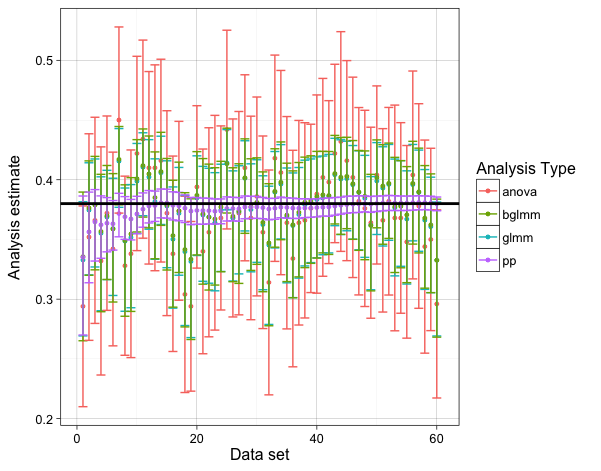 0.5
0.4
0.3
0.2
Analysis estimate
0
20
40
60
Data set
Analysis Type
anova
bglmm
glmm
pp